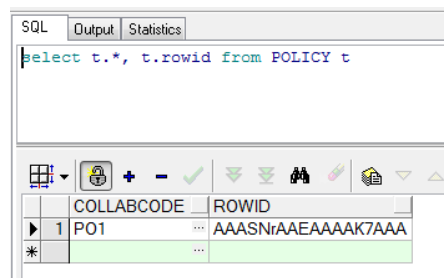 SQL Output Statistics
select t.*, t.rowid from POLICY t
COLLABCODE ROWID
1 PO1 ... AAASNrAAEAAAAK7AAA
...